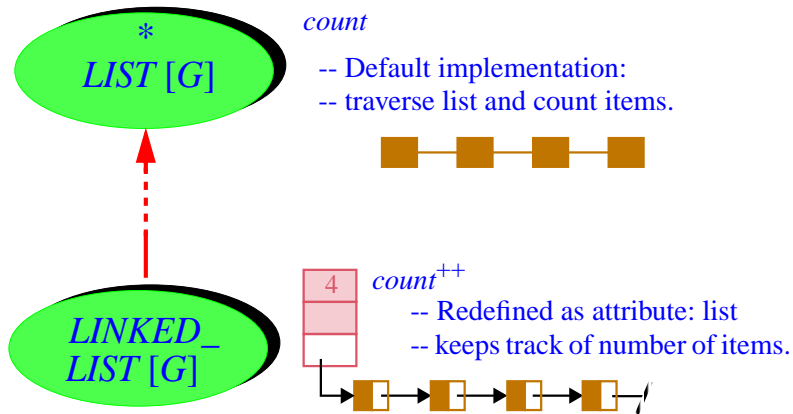 *
LIST [G]
count
-- Default implementation:
-- traverse list and count items.
4
count++
-- Redefined as attribute: list
-- keeps track of number of items.
LINKED_
LIST [G]